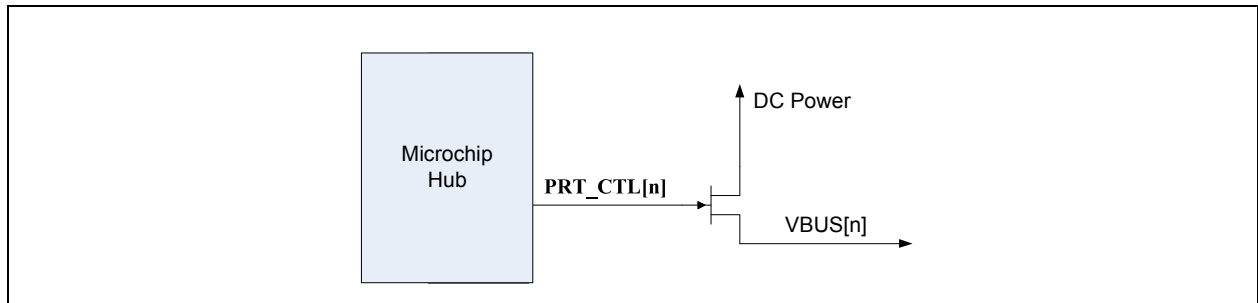 DC Power
Microchip
Hub
PRT_CTL[n]
VBUS[n]